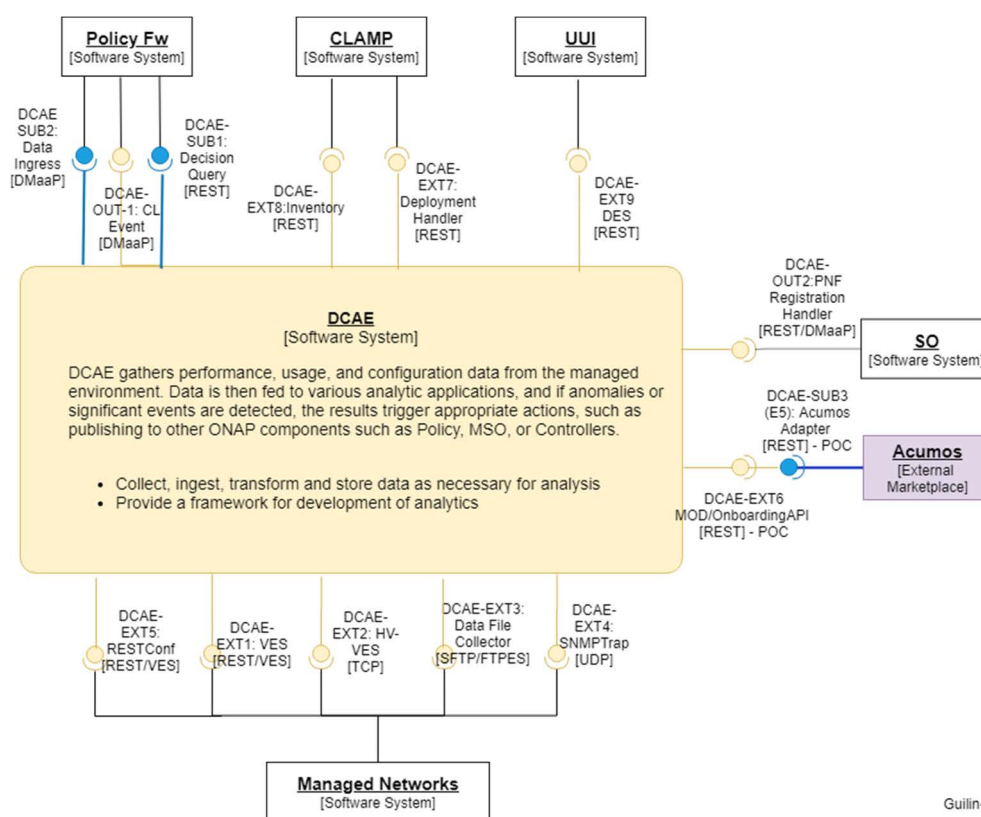 Policy Fw
[Software System]
CLAMP
[Software System]
UUI
[Software System]
DCAE
SUB2:
Data
Ingress
[DMaaP]
DCAE-
OUT-1: CL
Event
[DMaaP]
DCAE-
SUB1:
Decision
Query
[REST]
DCAE-
EXT8:Inventory
[REST]
DCAE-
EXT7:
Deployment
Handler
[REST]
DCAE-
EXT9
DES
[REST]
DCAE
[Software System]
DCAE gathers performance, usage, and configuration data from the managed
environment. Data is then fed to various analytic applications, and if anomalies or
significant events are detected, the results trigger appropriate actions, such as
publishing to other ONAP components such as Policy, MSO, or Controllers.
• Collect, ingest, transform and store data as necessary for analysis
• Provide a framework for development of analytics
DCAE-
OUT2:PNF
Registration
Handler
[REST/DMaaP]
SO
[Software System]
DCAE-SUB3
(E5): Acumos
Adapter
[REST] - POC
Acumos
[External
Marketplace]
DCAE-EXT6
MOD/OnboardingAPI
[REST] - POC
DCAE-
EXT5:
RESTConf
[REST/VES]
DCAE-
EXT1: VES
[REST/VES]
DCAE-
EXT2: HV-
VES
[TCP]
DCAE-EXT3:
Data File
Collector
[SFTP/FTPES]
DCAE-
EXT4:
SNMPTrap
[UDP]
Managed Networks
[Software System]
Guilin-